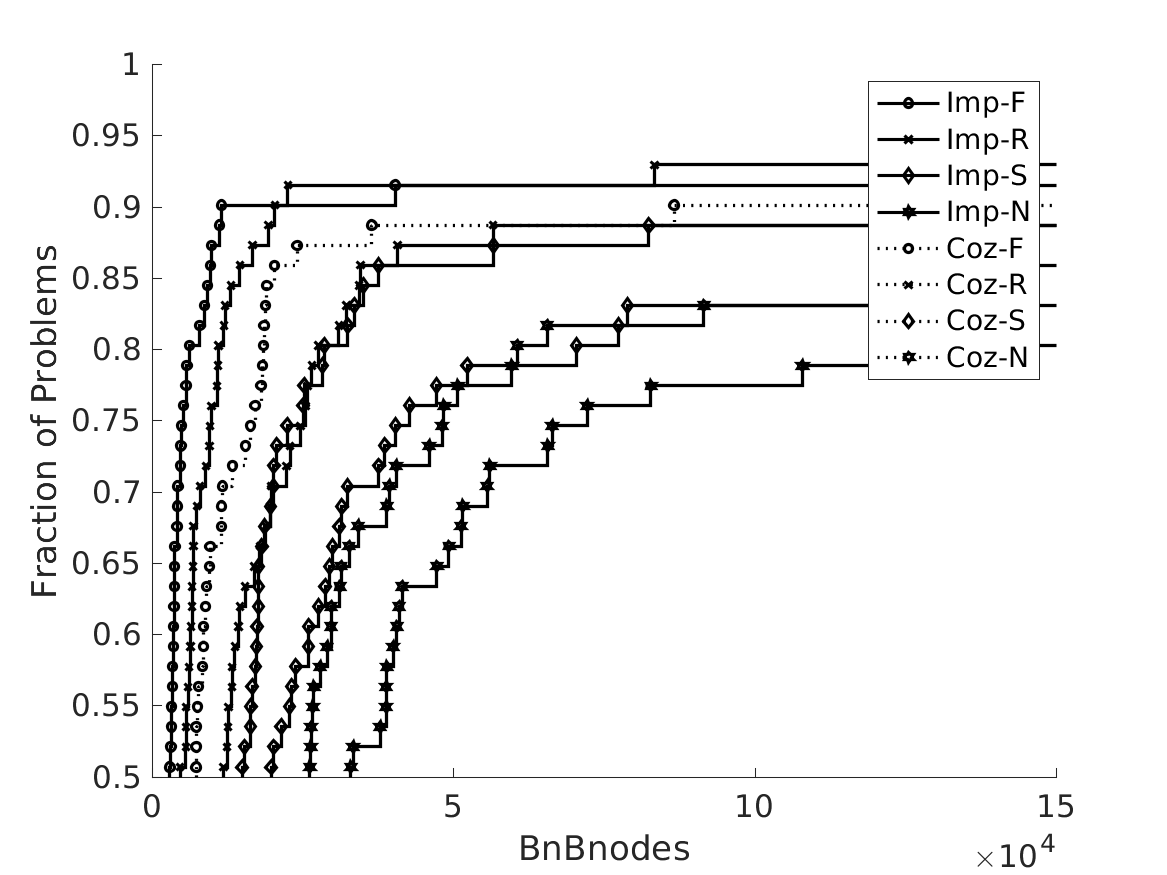 1
0.95
0.9
0.85
0.8
0.75
0.7
0.65
0.6
0.55
0.5
Fraction of Problems
0 5 10 15
BnBnodes
×10⁴
Imp-F
Imp-R
Imp-S
Imp-N
Coz-F
Coz-R
Coz-S
Coz-N